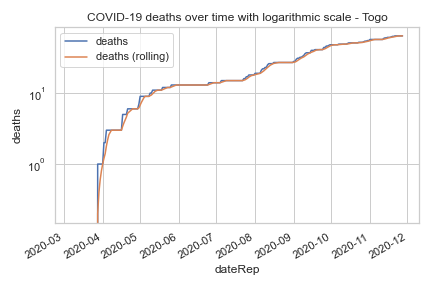 COVID-19 deaths over time with logarithmic scale - Togo
deaths
deaths (rolling)
10¹
10⁰
deaths
2020-03
2020-04
2020-05
2020-06
2020-07
2020-08
2020-09
2020-10
2020-11
2020-12
dateRep